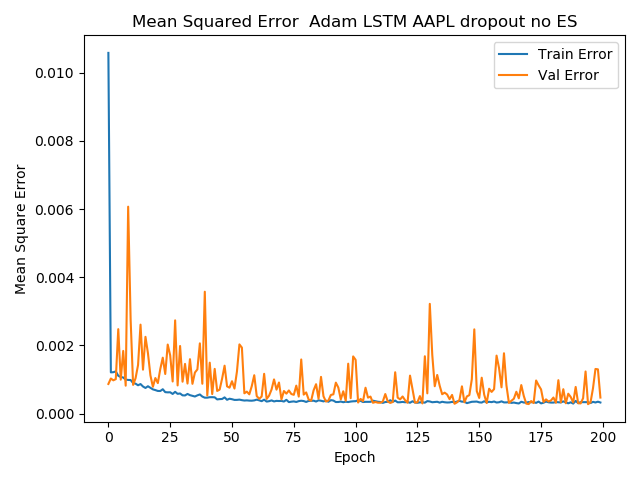 Mean Squared Error  Adam LSTM AAPL dropout no ES
Train Error
Val Error
Mean Square Error
0.010
0.008
0.006
0.004
0.002
0.000
0 25 50 75 100 125 150 175 200
Epoch